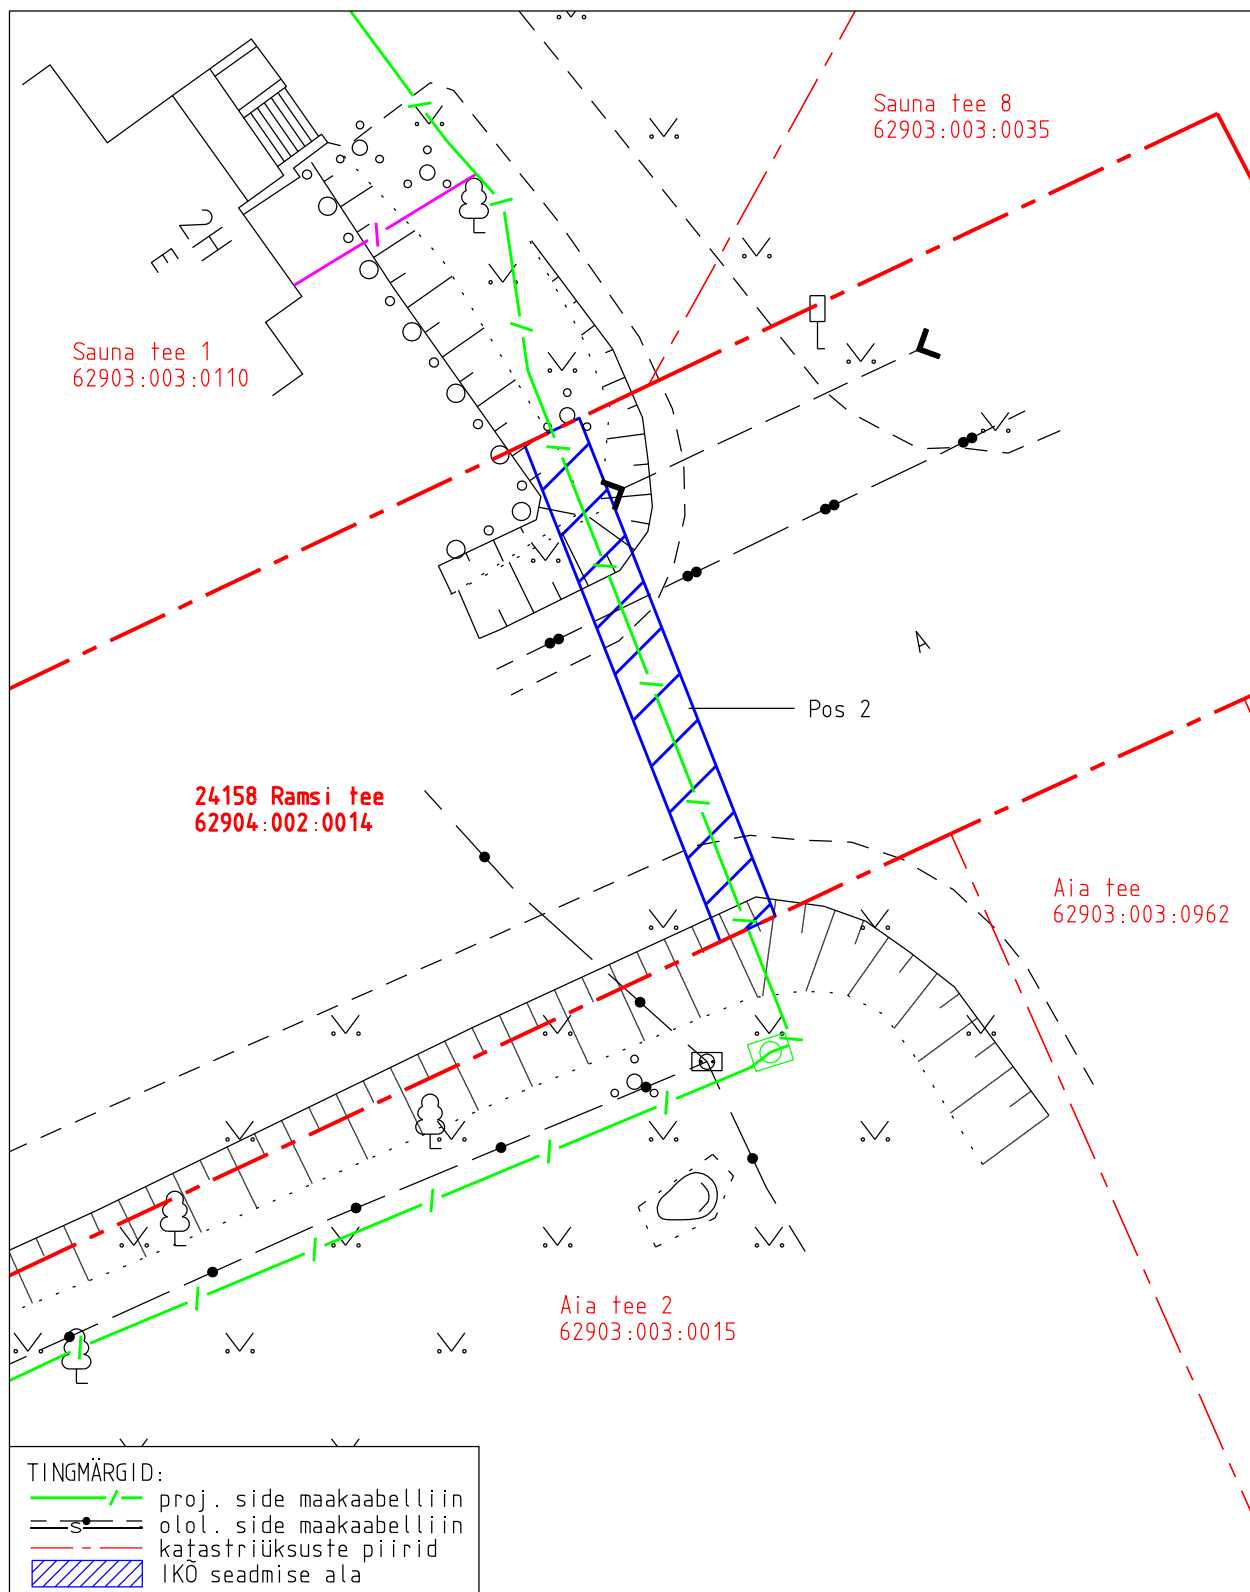 Sauna tee 8
62903:003:0035
2H
E
Sauna tee 1
62903:003:0110
A
Pos 2
24158 Ramsi tee
62904:002:0014
Aia tee
62903:003:0962
Aia tee 2
62903:003:0015
TINGMÄRGID:
proj. side maakaabelliin
S
olol. side maakaabelliin
katastriüksuste piirid
IKÕ seadmise ala